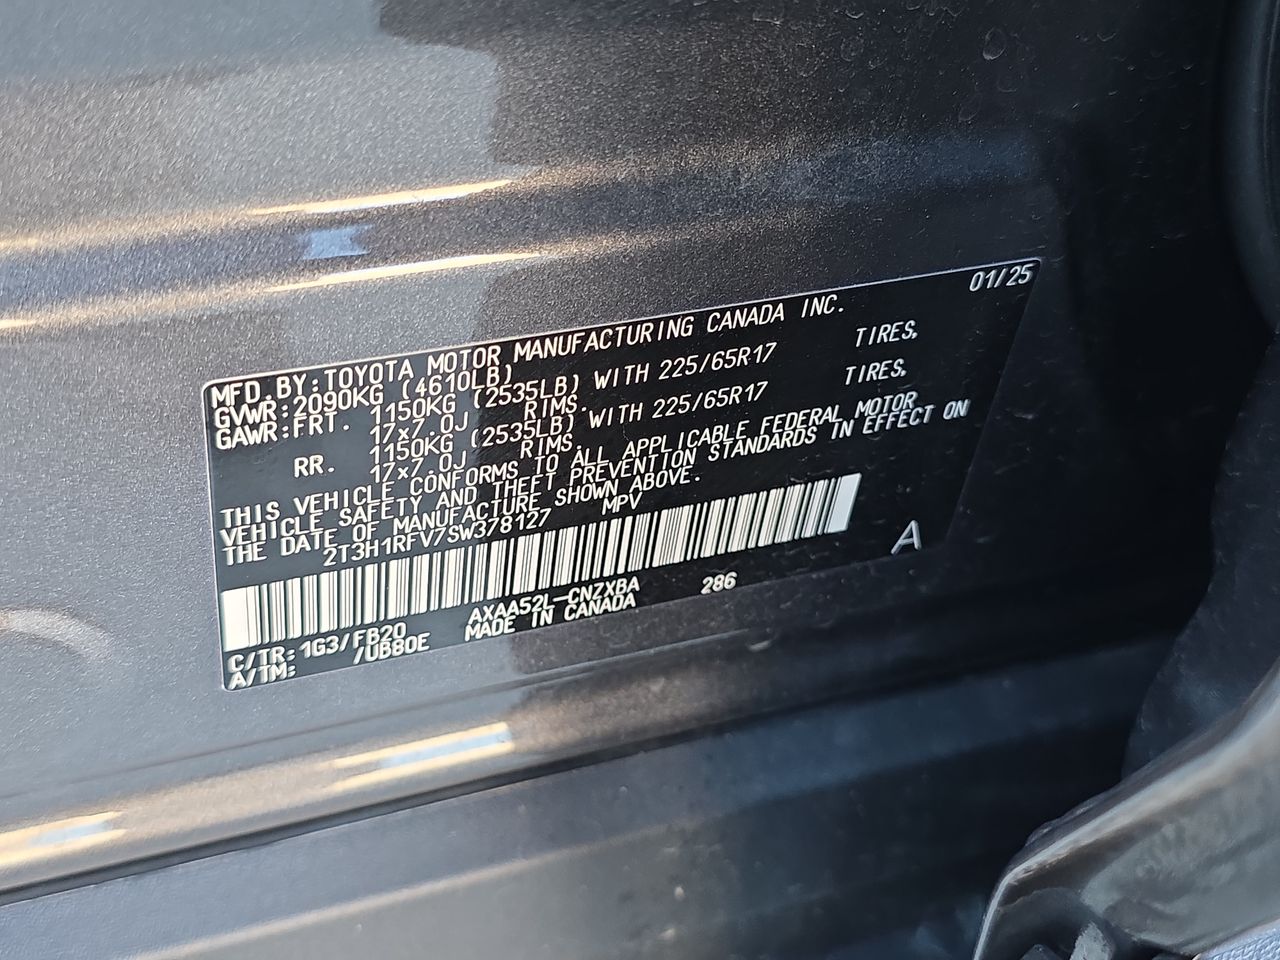 01/25
MFD.BY:TOYOTA MOTOR MANUFACTURING CANADA INC.
GVWR:2090KG (4610LB)
GAWR:FRT. 1150KG (2535LB) WITH 225/65R17 TIRES,
17x7.0J RIMS.
RR. 1150KG (2535LB) WITH 225/65R17 TIRES,
17x7.0J RIMS.
THIS VEHICLE CONFORMS TO ALL APPLICABLE FEDERAL MOTOR
VEHICLE SAFETY AND THEFT PREVENTION STANDARDS IN EFFECT ON
THE DATE OF MANUFACTURE SHOWN ABOVE.
2T3H1RFV7SW378127 MPV
A
C/TR:1G3/FB20 AXAA52L-CNZXBA 286
A/TM: /UB80E MADE IN CANADA